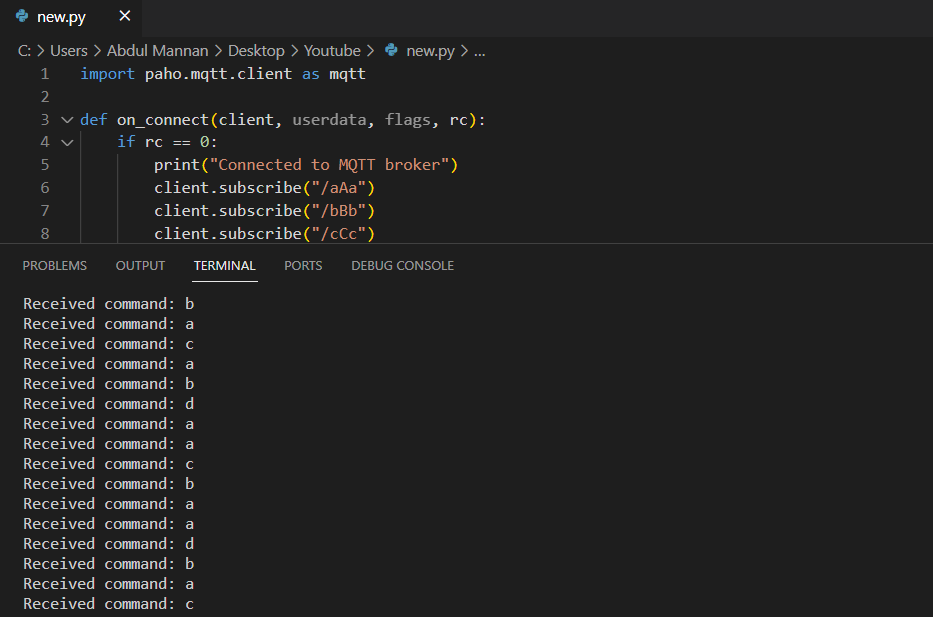 new.py
C: > Users > Abdul Mannan > Desktop > Youtube > new.py > ...
1 import paho.mqtt.client as mqtt
2
3 def on_connect(client, userdata, flags, rc):
4 if rc == 0:
5 print("Connected to MQTT broker")
6 client.subscribe("/aAa")
7 client.subscribe("/bBb")
8 client.subscribe("/cCc")
PROBLEMS OUTPUT TERMINAL PORTS DEBUG CONSOLE
Received command: b
Received command: a
Received command: c
Received command: a
Received command: b
Received command: d
Received command: a
Received command: a
Received command: c
Received command: b
Received command: a
Received command: a
Received command: d
Received command: b
Received command: a
Received command: c